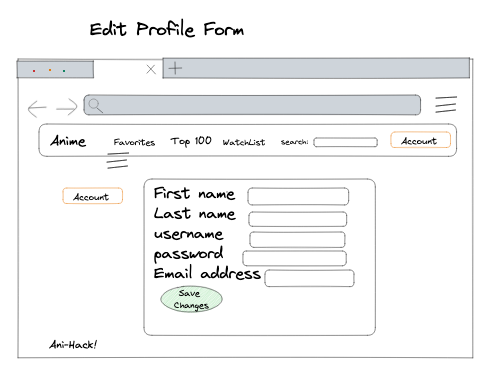 Edit Profile Form
Anime Favorites Top 100 WatchList search: Account
Account
First name
Last name
username
password
Email address
Save
Changes
Ani-Hack!